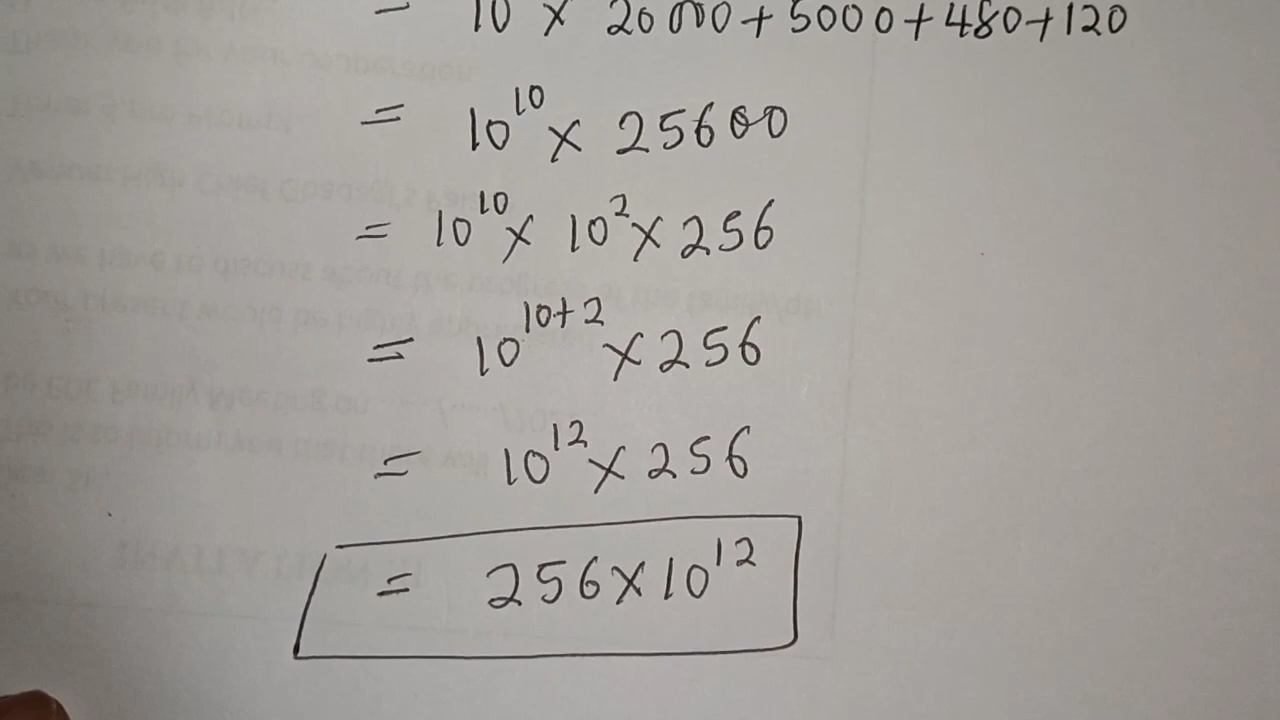 = 10 × 20000+5000+480+120
= 10^10 × 25600
= 10^10 × 10^2 × 256
= 10^10+2 × 256
= 10^12 × 256
= 256×10^12